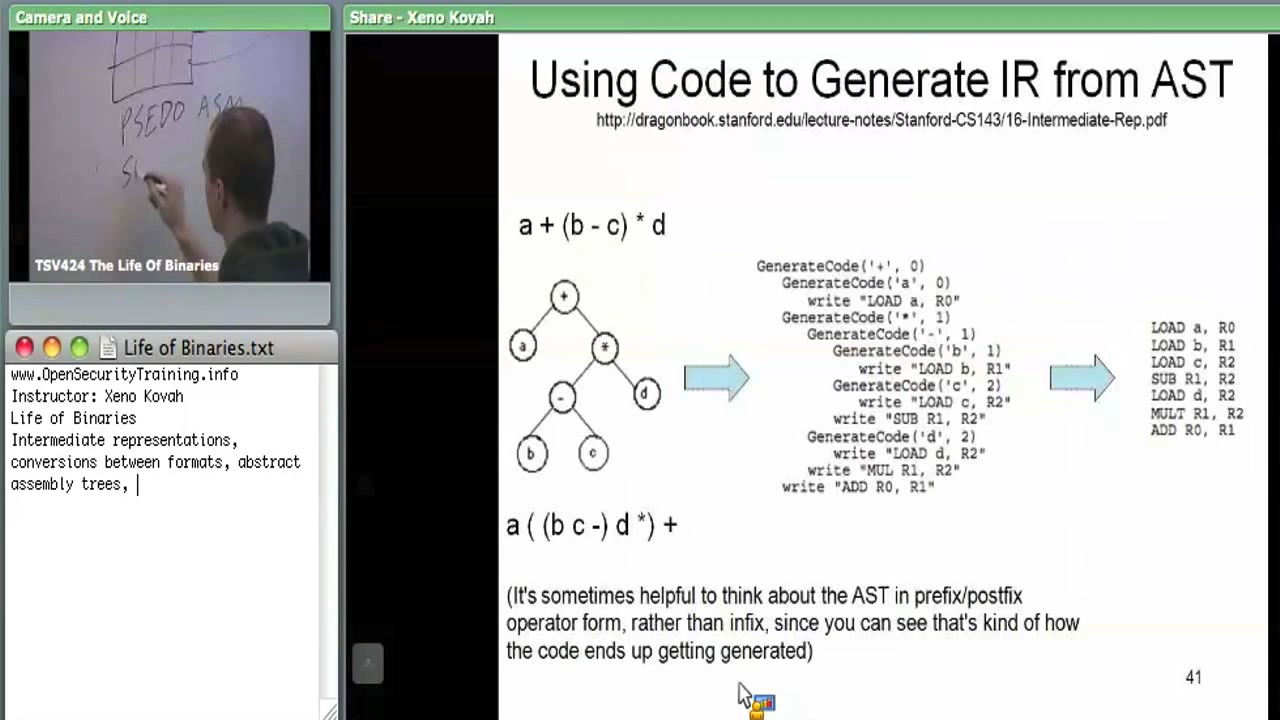 Camera and Voice
PSEDO ASM
TSV424 The Life Of Binaries
Life of Binaries.txt
www.OpenSecurityTraining.info
Instructor: Xeno Kovah
Life of Binaries
Intermediate representations,
conversions between formats, abstract
assembly trees,
Share - Xeno Kovah
Using Code to Generate IR from AST
http://dragonbook.stanford.edu/lecture-notes/Stanford-CS143/16-Intermediate-Rep.pdf
a + (b - c) * d
+
a
*
-
d
b
c
GenerateCode('+', 0)
GenerateCode('a', 0)
write "LOAD a, R0"
GenerateCode('*', 1)
GenerateCode('-', 1)
GenerateCode('b', 1)
write "LOAD b, R1"
GenerateCode('c', 2)
write "LOAD c, R2"
write "SUB R1, R2"
GenerateCode('d', 2)
write "LOAD d, R2"
write "MUL R1, R2"
write "ADD R0, R1"
LOAD a, R0
LOAD b, R1
LOAD c, R2
SUB R1, R2
LOAD d, R2
MULT R1, R2
ADD R0, R1
a ( (b c -) d *) +
(It's sometimes helpful to think about the AST in prefix/postfix
operator form, rather than infix, since you can see that's kind of how
the code ends up getting generated)
41